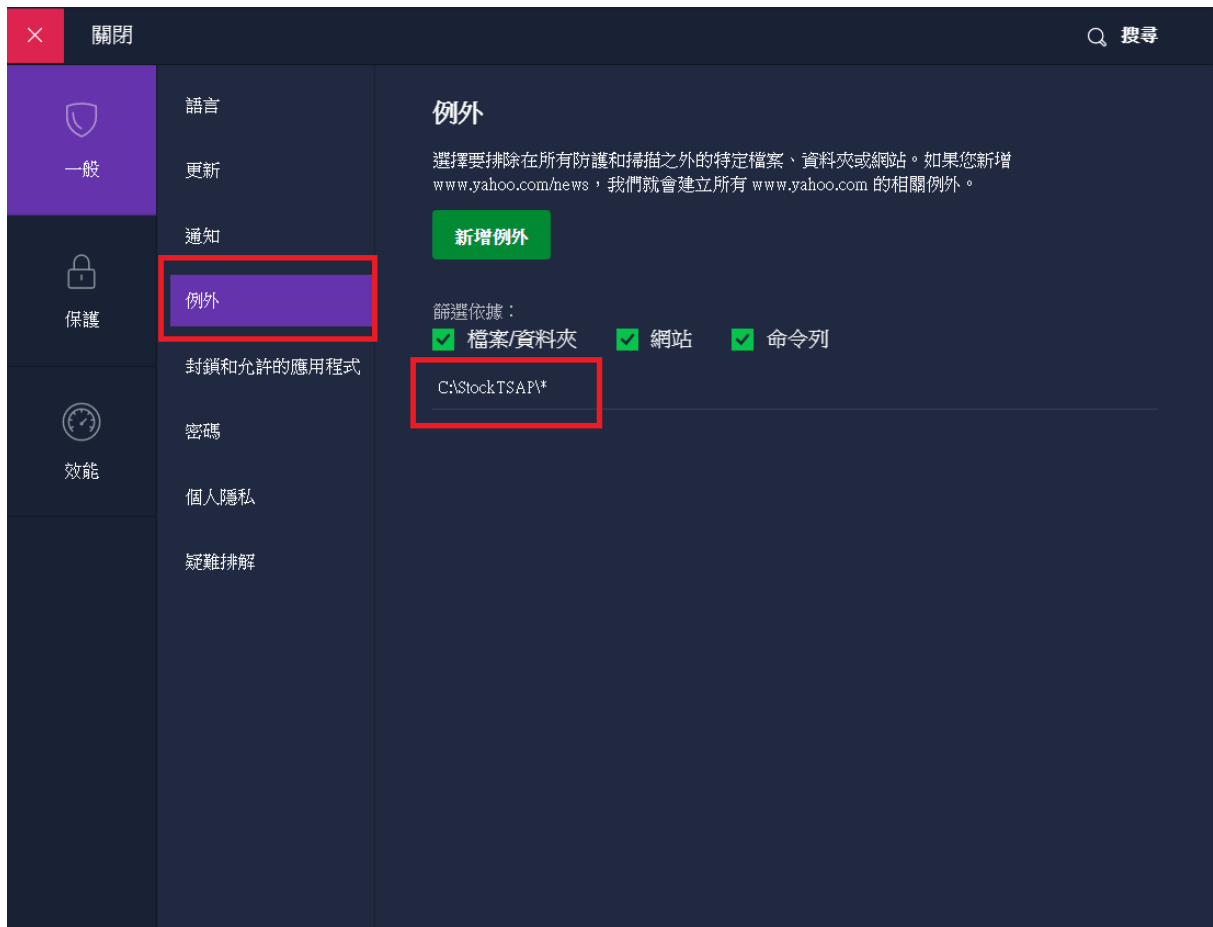 關閉
搜尋
一般
保護
效能
語言
更新
通知
例外
封鎖和允許的應用程式
密碼
個人隱私
疑難排解
例外
選擇要排除在所有防護和掃描之外的特定檔案、資料夾或網站。如果您新增
www.yahoo.com/news，我們就會建立所有 www.yahoo.com 的相關例外。
新增例外
篩選依據：
檔案/資料夾 網站 命令列
C:\StockTSAP\*